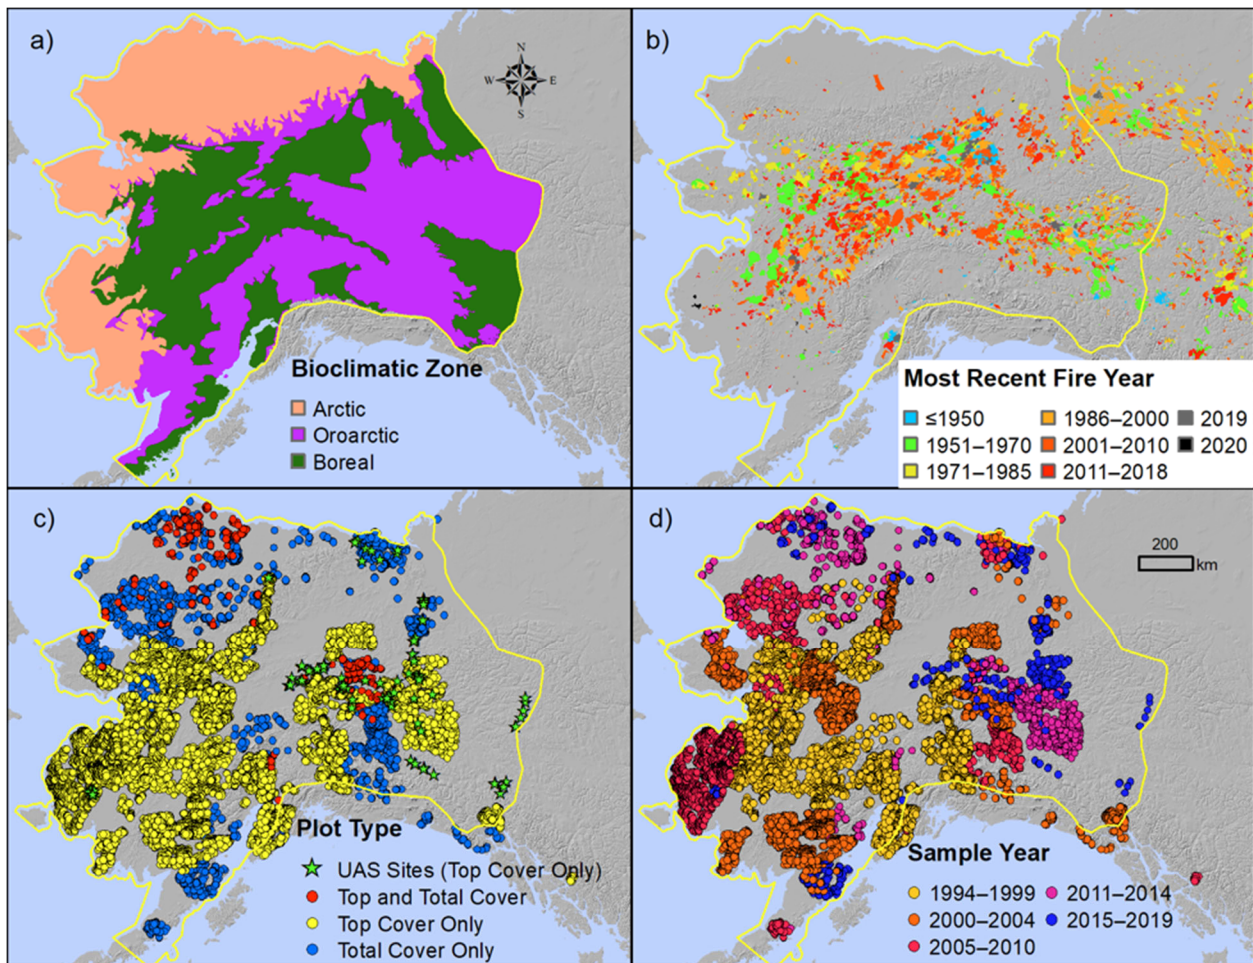 a)
N
W E
S
Bioclimatic Zone
Arctic
Oroarctic
Boreal
b)
Most Recent Fire Year
≤1950
1951–1970
1971–1985
1986–2000
2001–2010
2011–2018
2019
2020
c)
Plot Type
UAS Sites (Top Cover Only)
Top and Total Cover
Top Cover Only
Total Cover Only
d)
200
km
Sample Year
1994–1999
2000–2004
2005–2010
2011–2014
2015–2019